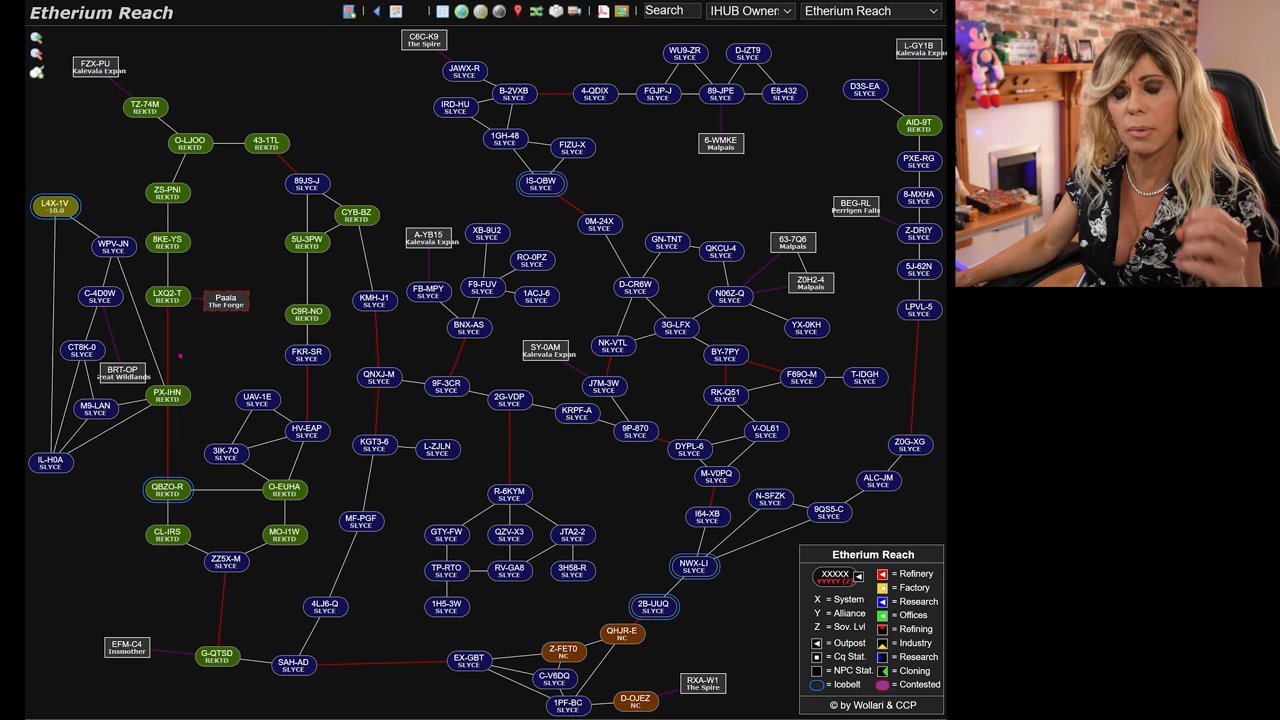 Etherium Reach
Search
IHUB Owner
Etherium Reach
C6C-K9
The Spire
L-GY1B
Kalevala Expan
WU9-ZR
SLYCE
D-IZT9
SLYCE
FZX-PU
Kalevala Expan
JAWX-R
SLYCE
D3S-EA
SLYCE
B-2VXB
SLYCE
4-QDIX
SLYCE
FGJP-J
SLYCE
89-JPE
SLYCE
E8-432
SLYCE
TZ-74M
REKTD
IRD-HU
SLYCE
AID-9T
REKTD
O-LJOO
REKTD
43-1TL
REKTD
1GH-48
SLYCE
FIZU-X
SLYCE
6-WMKE
Malpais
PXE-RG
SLYCE
89JS-J
SLYCE
IS-OBW
SLYCE
ZS-PNI
REKTD
8-MXHA
SLYCE
L4X-1V
-10.0
CYB-BZ
REKTD
BEG-RL
Perrigen Falls
0M-24X
SLYCE
Z-DRIY
SLYCE
WPV-JN
SLYCE
8KE-YS
REKTD
5U-3PW
REKTD
A-YB15
Kalevala Expan
XB-9U2
SLYCE
GN-TNT
SLYCE
QKCU-4
SLYCE
63-7Q6
Malpais
RO-0PZ
SLYCE
5J-62N
SLYCE
C-4D0W
SLYCE
LXQ2-T
REKTD
Paala
The Forge
KMH-J1
SLYCE
FB-MPY
SLYCE
F9-FUV
SLYCE
1ACJ-6
SLYCE
D-CR6W
SLYCE
N06Z-Q
SLYCE
Z0H2-4
Malpais
C9R-NO
REKTD
LPVL-5
SLYCE
BNX-AS
SLYCE
3G-LFX
SLYCE
YX-0KH
SLYCE
CT8K-0
SLYCE
FKR-SR
SLYCE
SY-0AM
Kalevala Expan
NK-VTL
SLYCE
BY-7PY
SLYCE
BRT-OP
reat Wildlands
QNXJ-M
SLYCE
9F-3CR
SLYCE
J7M-3W
SLYCE
F69O-M
SLYCE
T-IDGH
SLYCE
M9-LAN
SLYCE
PX-IHN
REKTD
UAV-1E
SLYCE
2G-VDP
SLYCE
KRPF-A
SLYCE
RK-Q51
SLYCE
HV-EAP
SLYCE
9P-870
SLYCE
V-OL61
SLYCE
IL-H0A
SLYCE
3IK-7O
SLYCE
KGT3-6
SLYCE
L-ZJLN
SLYCE
DYPL-6
SLYCE
Z0G-XG
SLYCE
M-V0PQ
SLYCE
ALC-JM
SLYCE
QBZO-R
REKTD
O-EUHA
REKTD
R-6KYM
SLYCE
N-SFZK
SLYCE
9QS5-C
SLYCE
MF-PGF
SLYCE
I64-XB
SLYCE
CL-IRS
REKTD
MO-I1W
REKTD
GTY-FW
SLYCE
QZV-X3
SLYCE
JTA2-2
SLYCE
ZZ5X-M
SLYCE
TP-RTO
SLYCE
RV-GA8
SLYCE
3H58-R
SLYCE
NWX-LI
SLYCE
4LJ6-Q
SLYCE
1H5-3W
SLYCE
2B-UUQ
SLYCE
EFM-C4
Insmother
G-QTSD
REKTD
SAH-AD
SLYCE
EX-GBT
SLYCE
Z-FET0
NC
QHJR-E
NC
C-V6DQ
SLYCE
RXA-W1
The Spire
1PF-BC
SLYCE
D-OJEZ
NC
Etherium Reach
XXXXX
YYYYY (Z)
= Refinery
= Factory
X = System
= Research
Y = Alliance
= Offices
Z = Sov. Lvl
= Refining
= Outpost
= Industry
= Cq Stat.
= Research
= NPC Stat.
= Cloning
= Icebelt
= Contested
© by Wollari & CCP